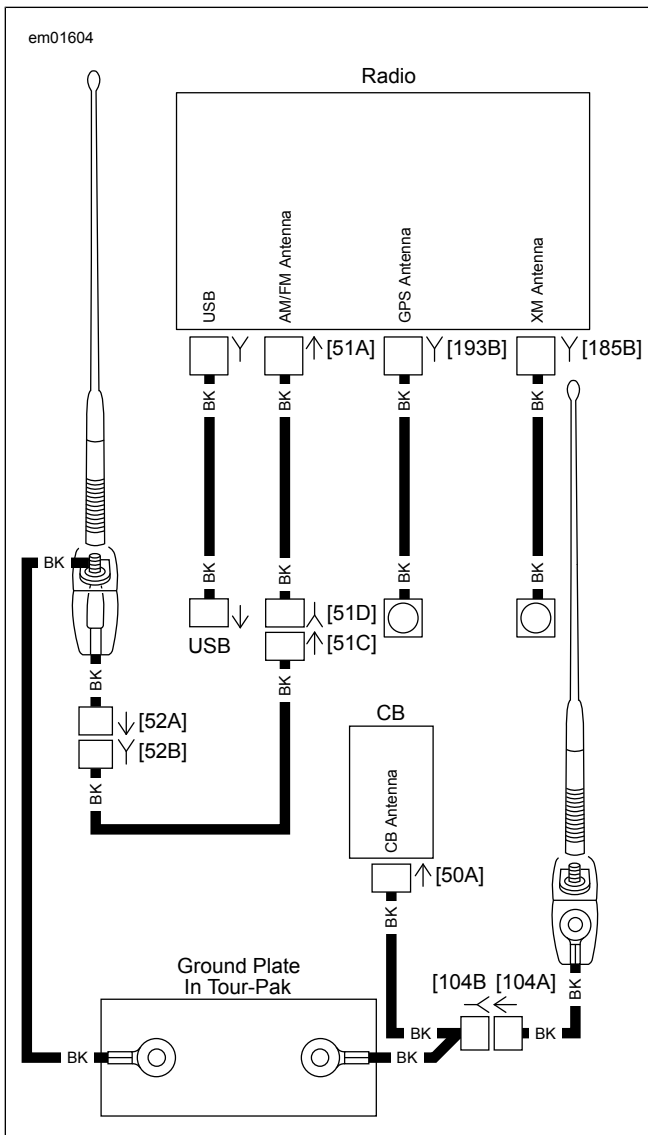 em01604
Radio
USB
AM/FM Antenna
GPS Antenna
XM Antenna
[51A]
[193B]
[185B]
BK
BK
BK
BK
BK
BK
BK
BK
BK
USB
[51D]
[51C]
BK
BK
[52A]
[52B]
BK
CB
CB Antenna
[50A]
BK
Ground Plate
In Tour-Pak
[104B
[104A]
BK
BK
BK
BK
BK